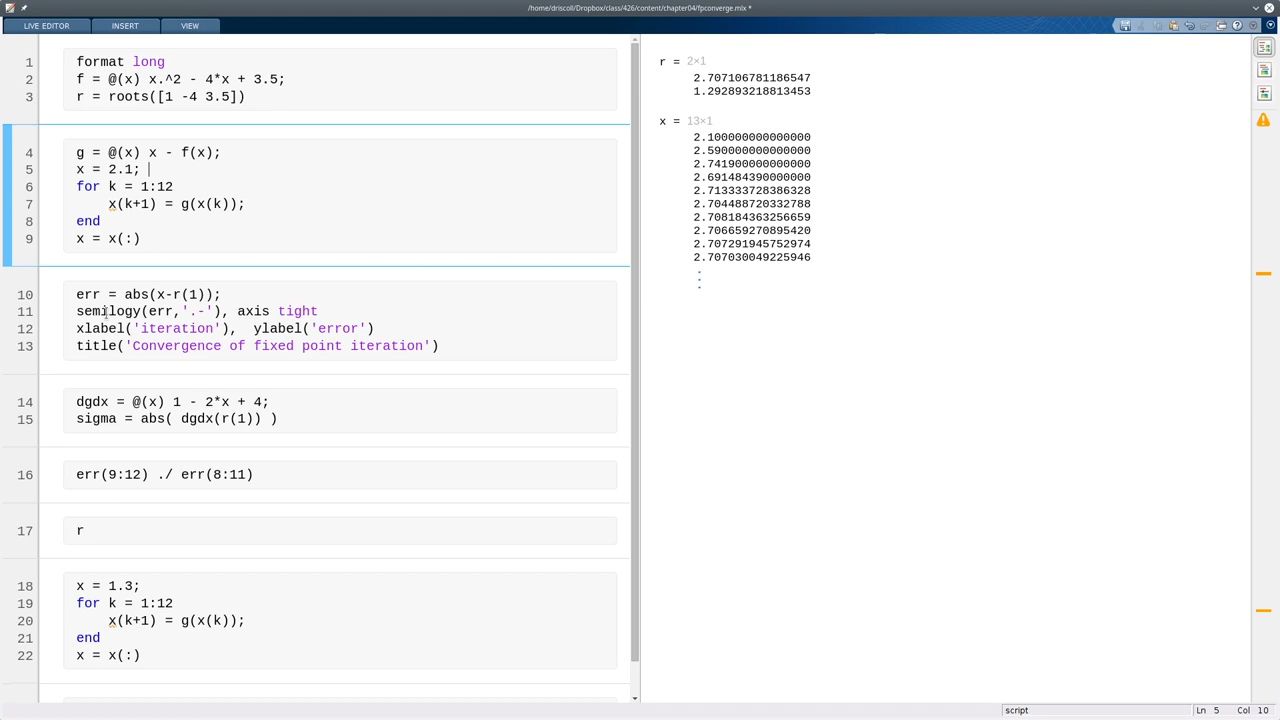 /home/driscoll/Dropbox/class/426/content/chapter04/fpconverge.mlx *
LIVE EDITOR INSERT VIEW
1 format long
2 f = @(x) x.^2 - 4*x + 3.5;
3 r = roots([1 -4 3.5])
4 g = @(x) x - f(x);
5 x = 2.1;
6 for k = 1:12
7 x(k+1) = g(x(k));
8 end
9 x = x(:)
10 err = abs(x-r(1));
11 semilogy(err,'.-'), axis tight
12 xlabel('iteration'), ylabel('error')
13 title('Convergence of fixed point iteration')
14 dgdx = @(x) 1 - 2*x + 4;
15 sigma = abs( dgdx(r(1)) )
16 err(9:12) ./ err(8:11)
17 r
18 x = 1.3;
19 for k = 1:12
20 x(k+1) = g(x(k));
21 end
22 x = x(:)
r = 2×1
2.707106781186547
1.292893218813453
x = 13×1
2.100000000000000
2.590000000000000
2.741900000000000
2.691484390000000
2.713333728386328
2.704488720332788
2.708184363256659
2.706659270895420
2.707291945752974
2.707030049225946
script Ln 5 Col 10